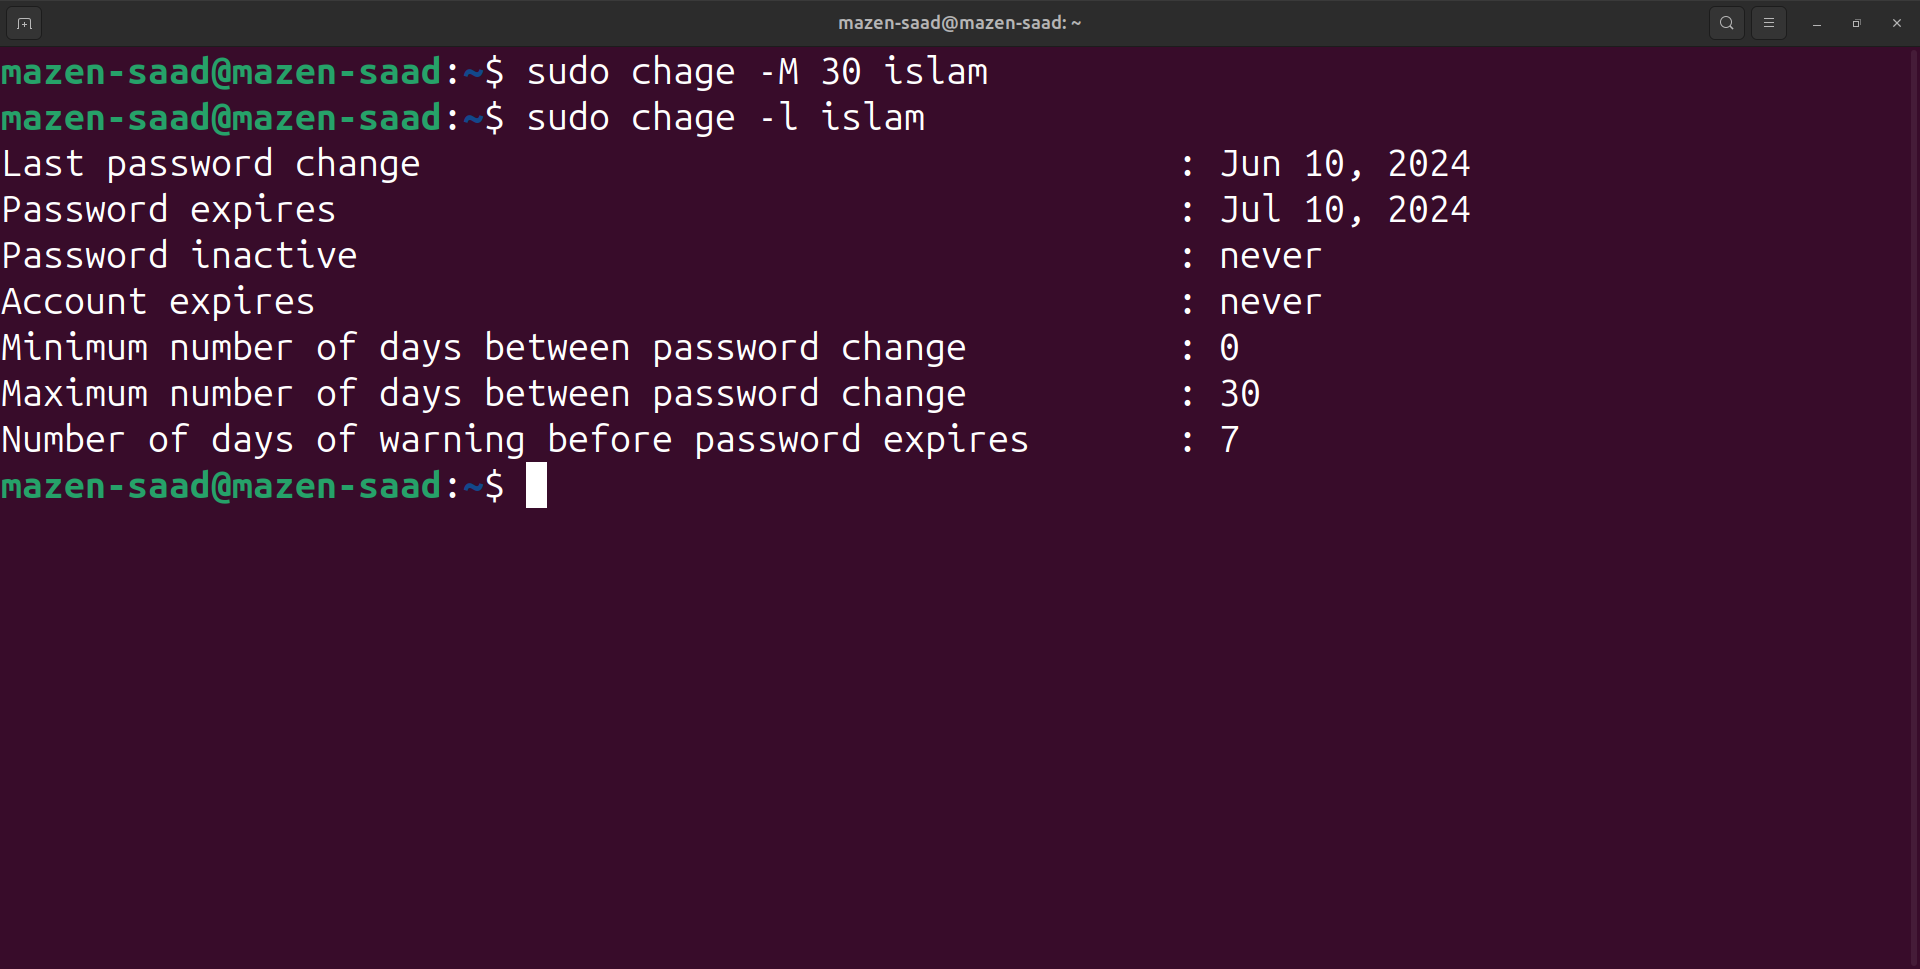 mazen-saad@mazen-saad: ~
mazen-saad@mazen-saad:~$ sudo chage -M 30 islam
mazen-saad@mazen-saad:~$ sudo chage -l islam
Last password change : Jun 10, 2024
Password expires : Jul 10, 2024
Password inactive : never
Account expires : never
Minimum number of days between password change : 0
Maximum number of days between password change : 30
Number of days of warning before password expires : 7
mazen-saad@mazen-saad:~$